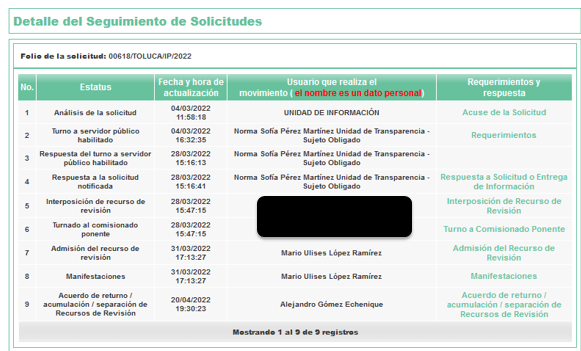 Detalle del Seguimiento de Solicitudes
Folio de la solicitud: 00618/TOLUCA/IP/2022
No. Estatus Fecha y hora de actualización Usuario que realiza el movimiento ( el nombre es un dato personal) Requerimientos y respuesta
1 Análisis de la solicitud 04/03/2022 11:58:18 UNIDAD DE INFORMACIÓN Acuse de la Solicitud
2 Turno a servidor público habilitado 04/03/2022 16:32:35 Norma Sofía Pérez Martínez Unidad de Transparencia - Sujeto Obligado Requerimientos
3 Respuesta del turno a servidor público habilitado 28/03/2022 15:16:13 Norma Sofía Pérez Martínez Unidad de Transparencia - Sujeto Obligado
4 Respuesta a la solicitud notificada 28/03/2022 15:16:41 Norma Sofía Pérez Martínez Unidad de Transparencia - Sujeto Obligado Respuesta a Solicitud o Entrega de Información
5 Interposición de recurso de revisión 28/03/2022 15:47:15 Interposición de Recurso de Revisión
6 Turnado al comisionado ponente 28/03/2022 15:47:15 Turno a Comisionado Ponente
7 Admisión del recurso de revisión 31/03/2022 17:13:27 Mario Ulises López Ramírez Admisión del Recurso de Revisión
8 Manifestaciones 31/03/2022 17:13:27 Mario Ulises López Ramírez Manifestaciones
9 Acuerdo de returno / acumulación / separación de Recursos de Revisión 20/04/2022 19:30:23 Alejandro Gómez Echenique Acuerdo de returno / acumulación / separación de Recursos de Revisión
Mostrando 1 al 9 de 9 registros